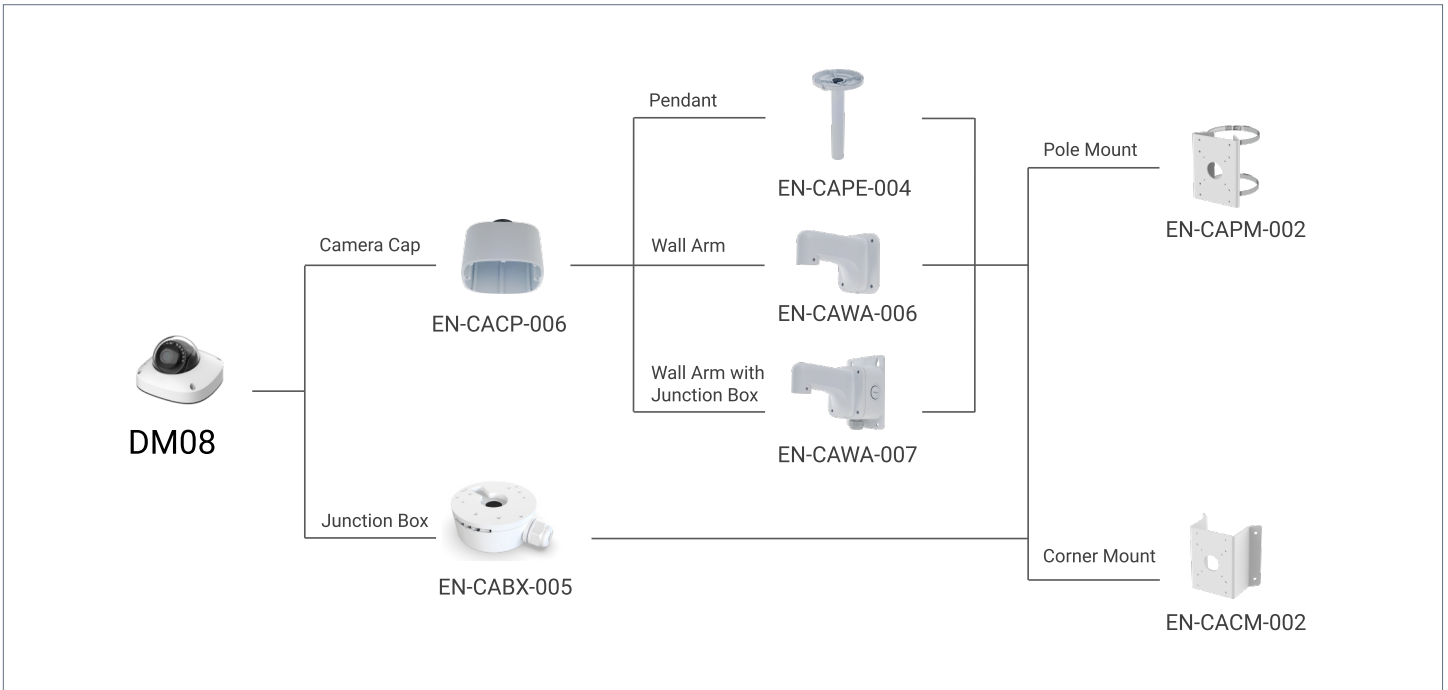 Pendant
EN-CAPE-004
Pole Mount
EN-CAPM-002
Camera Cap
EN-CACP-006
Wall Arm
EN-CAWA-006
Wall Arm with
Junction Box
EN-CAWA-007
DM08
Junction Box
EN-CABX-005
Corner Mount
EN-CACM-002